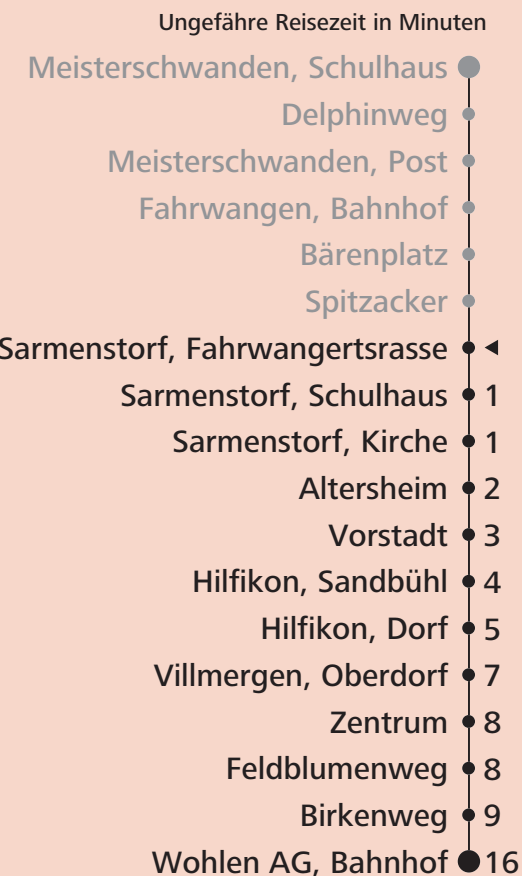 Ungefähre Reisezeit in Minuten
Meisterschwanden, Schulhaus
Delphinweg
Meisterschwanden, Post
Fahrwangen, Bahnhof
Bärenplatz
Spitzacker
Sarmenstorf, Fahrwangertsrasse
Sarmenstorf, Schulhaus 1
Sarmenstorf, Kirche 1
Altersheim 2
Vorstadt 3
Hilfikon, Sandbühl 4
Hilfikon, Dorf 5
Villmergen, Oberdorf 7
Zentrum 8
Feldblumenweg 8
Birkenweg 9
Wohlen AG, Bahnhof 16